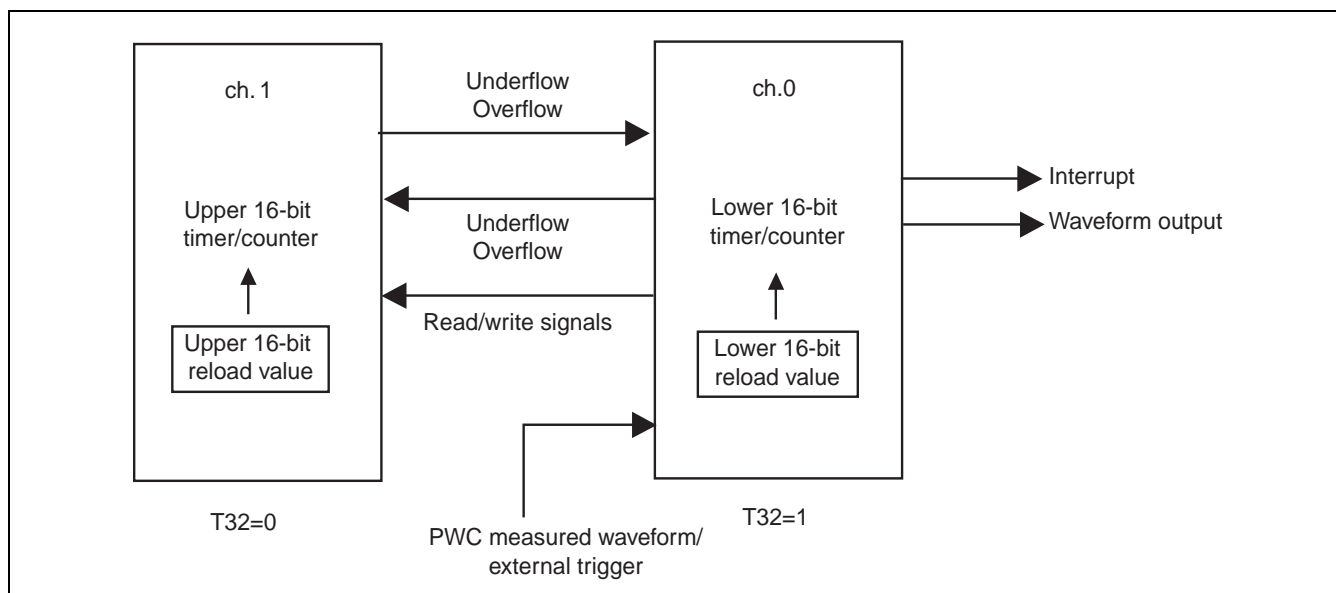 ch. 1
Upper 16-bit
timer/counter
Upper 16-bit
reload value
T32=0
Underflow
Overflow
Underflow
Overflow
Read/write signals
PWC measured waveform/
external trigger
ch.0
Lower 16-bit
timer/counter
Lower 16-bit
reload value
T32=1
Interrupt
Waveform output